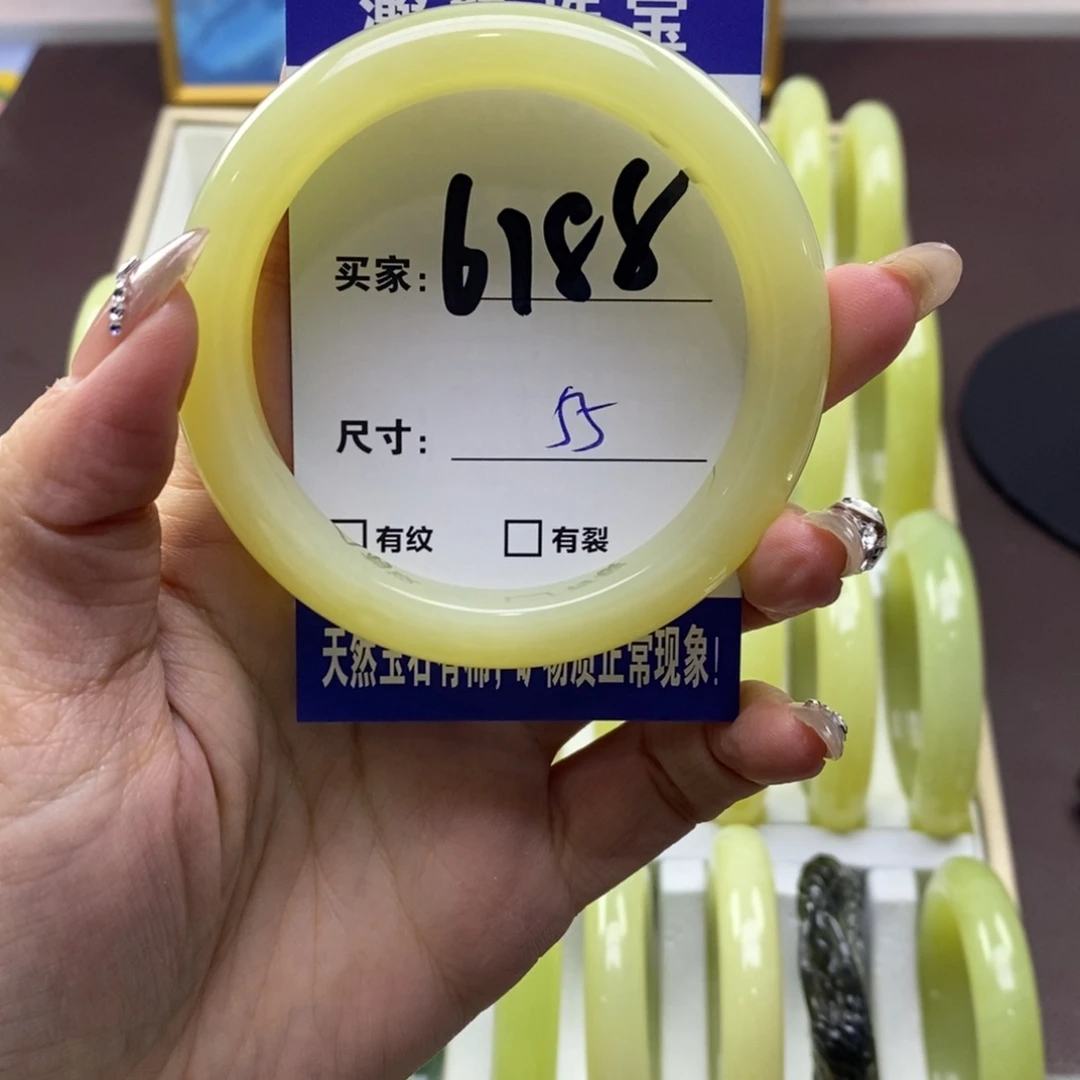 宝
买家: 6188
尺寸: 55
有纹 有裂
天然玉石有棉, 矿物质正常现象!